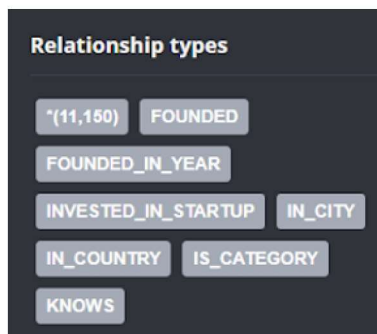 Relationship types
*(11,150) FOUNDED
FOUNDED_IN_YEAR
INVESTED_IN_STARTUP IN_CITY
IN_COUNTRY IS_CATEGORY
KNOWS